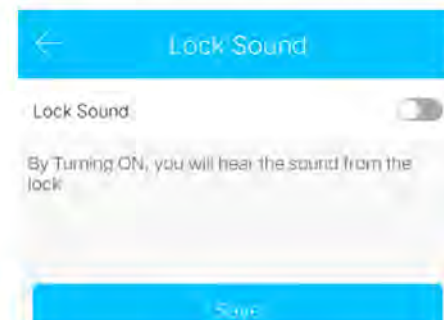 Lock Sound
Lock Sound
By Turning ON, you will hear the sound from the
lock
Save